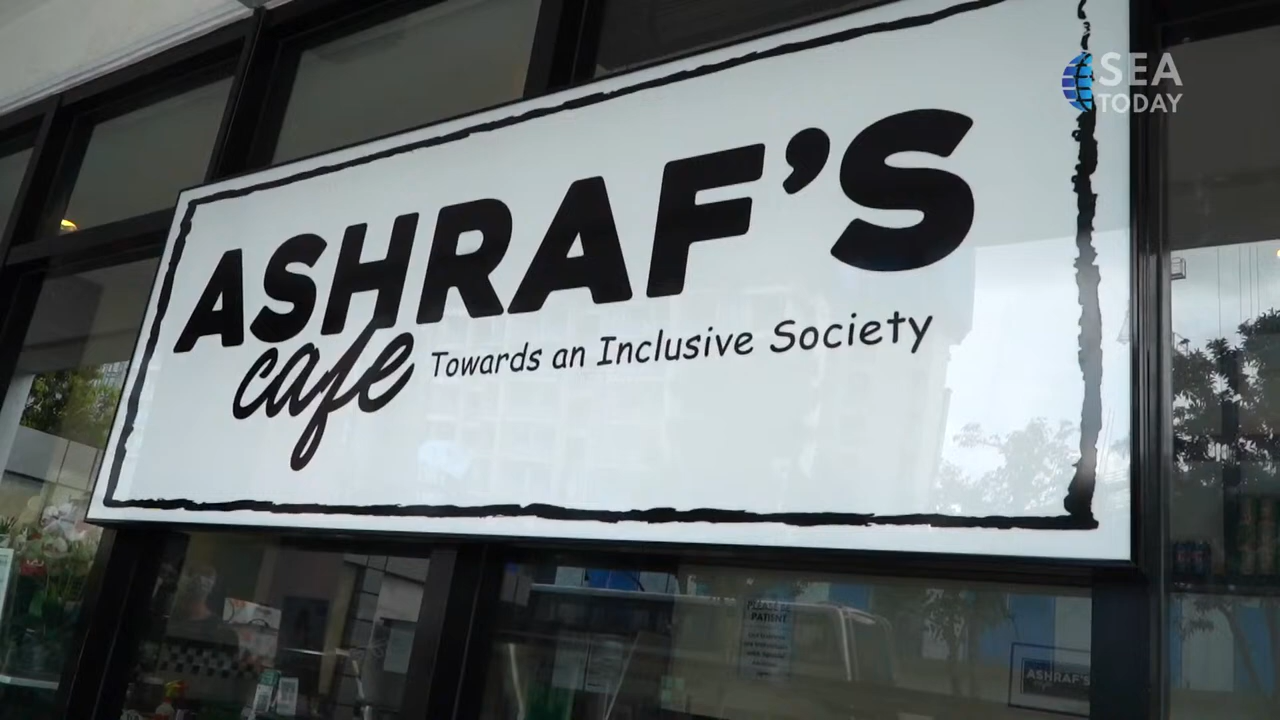 SEA
TODAY
ASHRAF'S
cafe
Towards an Inclusive Society
PLEASE BE
PATIENT
ASHRAF'S